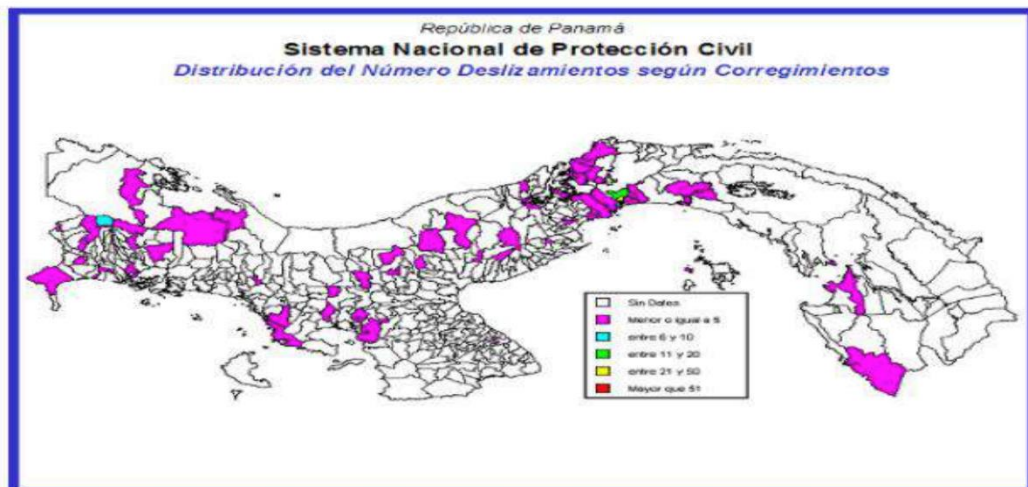 República de Panamá
Sistema Nacional de Protección Civil
Distribución del Número Deslizamientos según Corregimientos
Sin Datos
Menor o igual a 5
entre 6 y 10
entre 11 y 20
entre 21 y 50
Mayor que 51